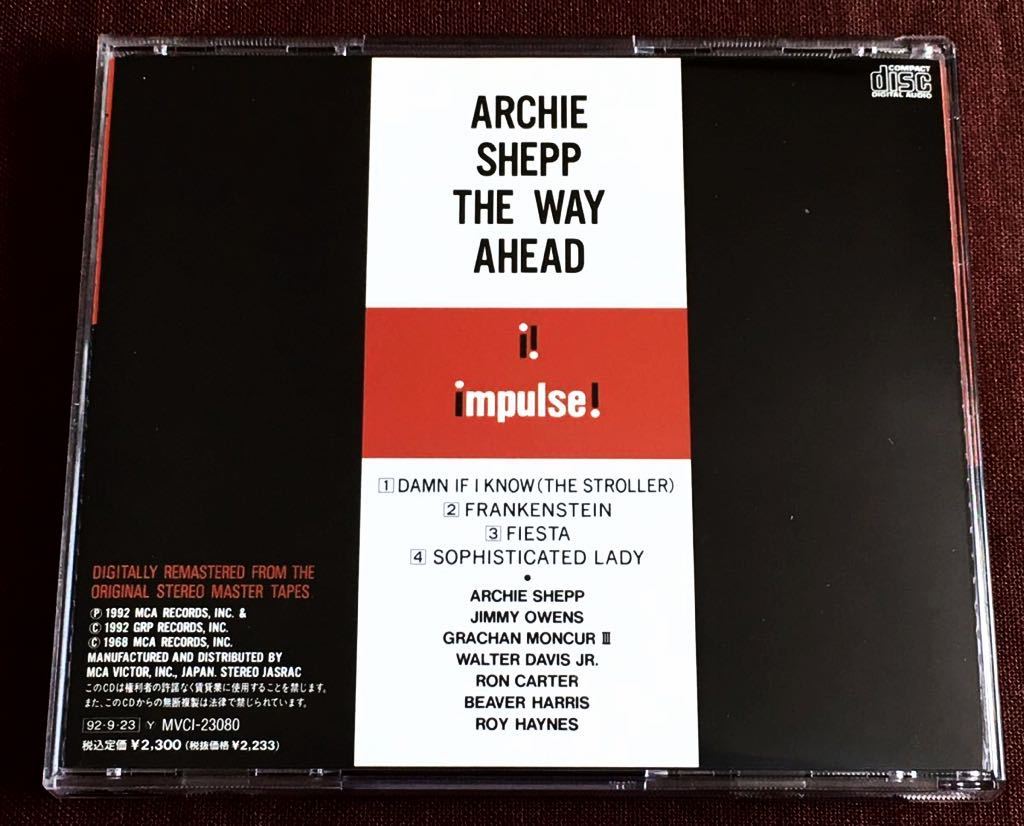 COMPACT
disc
DIGITAL AUDIO
ARCHIE
SHEPP
THE WAY
AHEAD
i!
impulse!
1 DAMN IF I KNOW (THE STROLLER)
2 FRANKENSTEIN
3 FIESTA
4 SOPHISTICATED LADY
•
ARCHIE SHEPP
JIMMY OWENS
GRACHAN MONCUR III
WALTER DAVIS JR.
RON CARTER
BEAVER HARRIS
ROY HAYNES
DIGITALLY REMASTERED FROM THE
ORIGINAL STEREO MASTER TAPES.
Ⓟ 1992 MCA RECORDS, INC. &
© 1992 GRP RECORDS, INC.
© 1968 MCA RECORDS, INC.
MANUFACTURED AND DISTRIBUTED BY
MCA VICTOR, INC., JAPAN. STEREO JASRAC
このCDは権利者の許諾なく賃貸業に使用することを禁じます。
また、このCDからの無断複製は法律で禁じられています。
92・9・23 Y MVCI-23080
税込定価 ¥2,300 (税抜価格 ¥2,233)